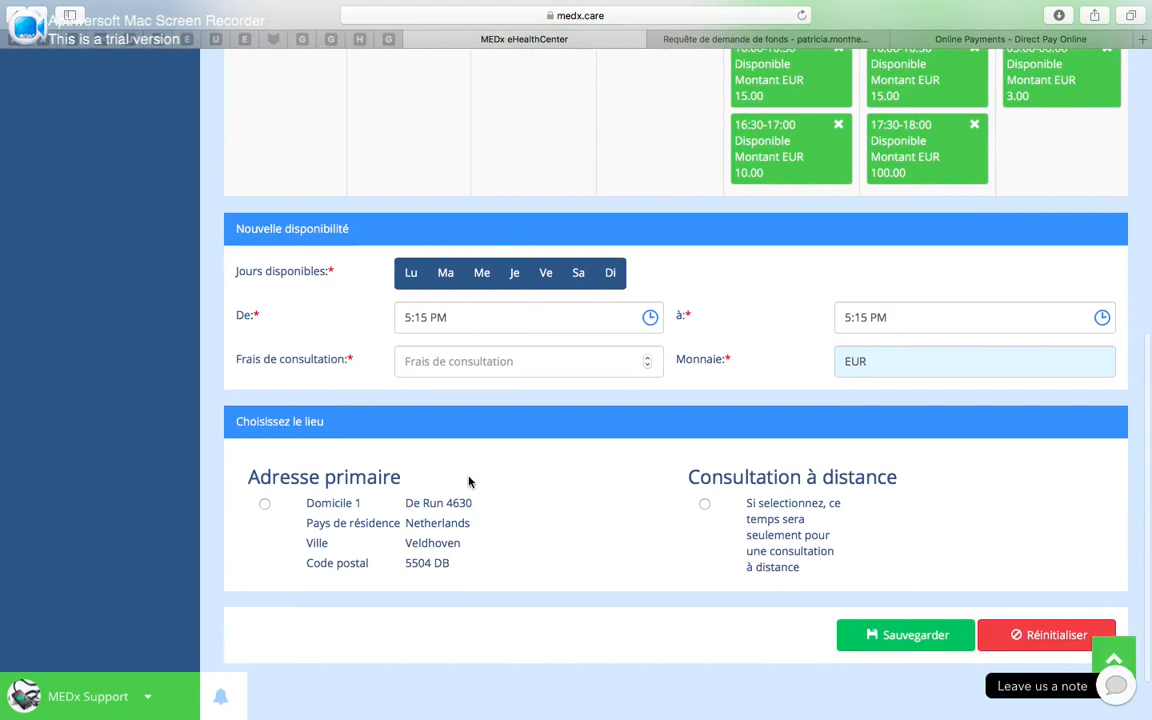 Apowersoft Mac Screen Recorder
This is a trial version
medx.care
E U E G G H G
MEDx eHealthCenter
Requête de demande de fonds - patricia.monthe...
Online Payments - Direct Pay Online
Disponible
Montant EUR
15.00
Disponible
Montant EUR
15.00
Disponible
Montant EUR
3.00
16:30-17:00
Disponible
Montant EUR
10.00
17:30-18:00
Disponible
Montant EUR
100.00
Nouvelle disponibilité
Jours disponibles:*
Lu Ma Me Je Ve Sa Di
De:*
5:15 PM
à:*
5:15 PM
Frais de consultation:*
Frais de consultation
Monnaie:*
EUR
Choisissez le lieu
Adresse primaire
Domicile 1 De Run 4630
Pays de résidence Netherlands
Ville Veldhoven
Code postal 5504 DB
Consultation à distance
Si selectionnez, ce
temps sera
seulement pour
une consultation
à distance
Sauvegarder
Réinitialiser
MEDx Support
Leave us a note